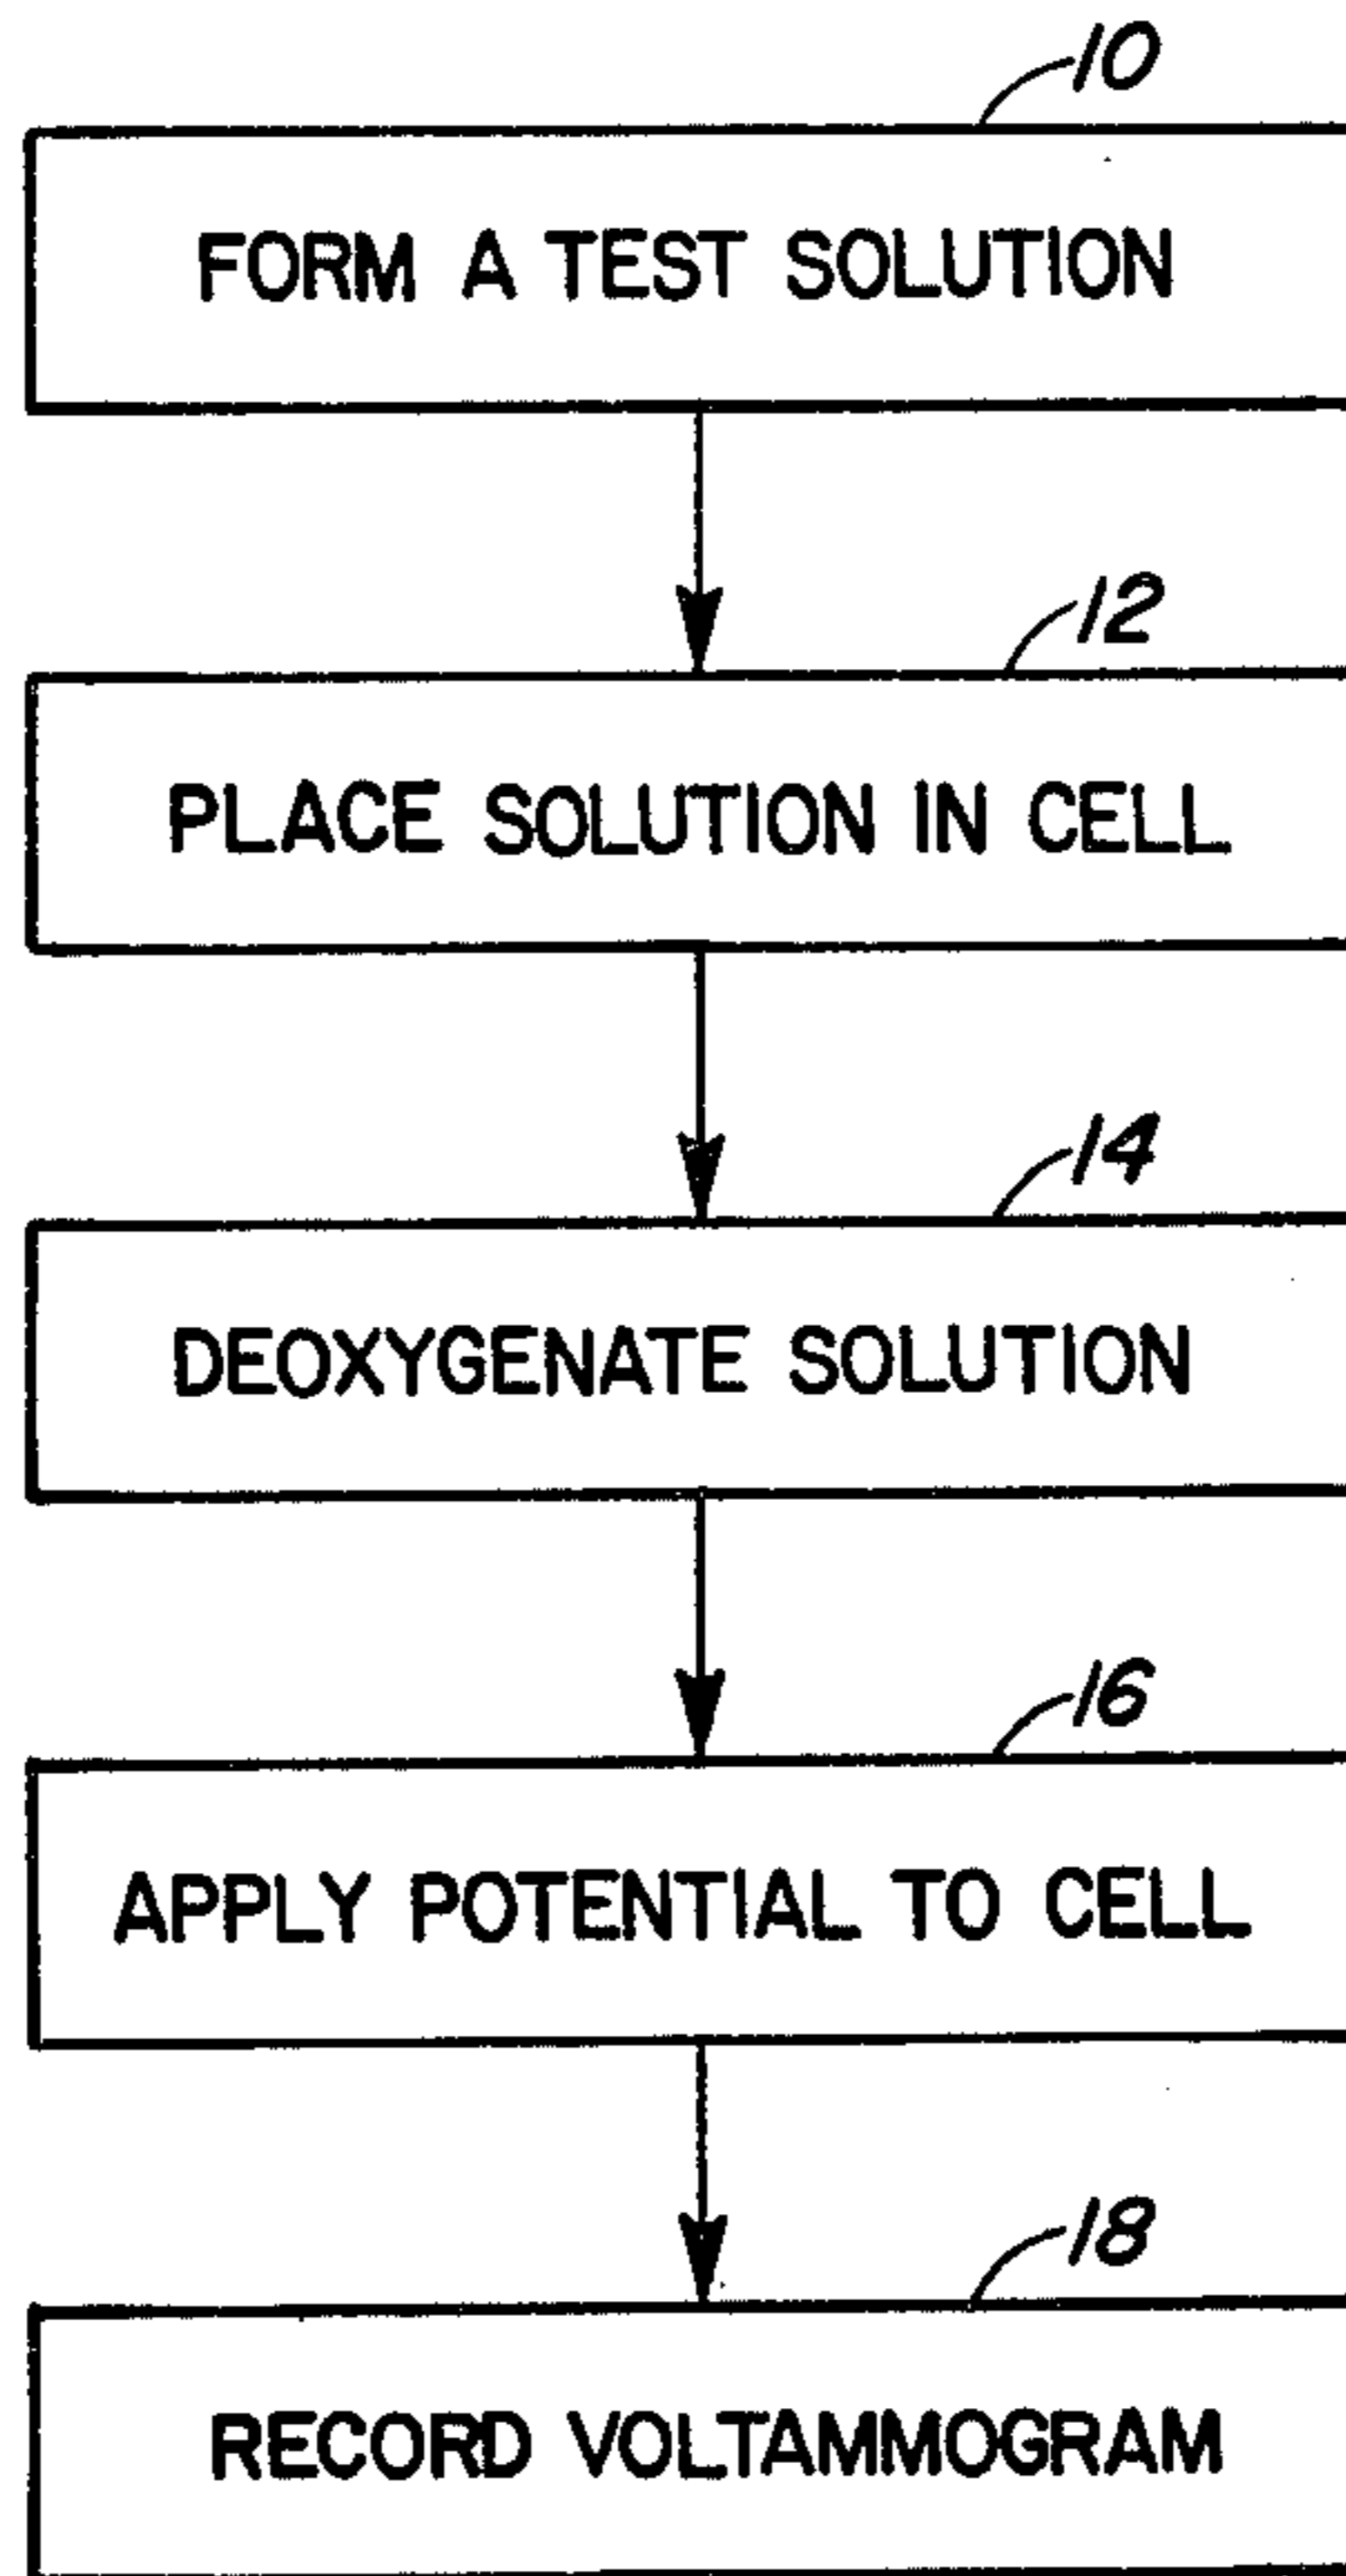 10
FORM A TEST SOLUTION
12
PLACE SOLUTION IN CELL
14
DEOXYGENATE SOLUTION
16
APPLY POTENTIAL TO CELL
18
RECORD VOLTAMMOGRAM